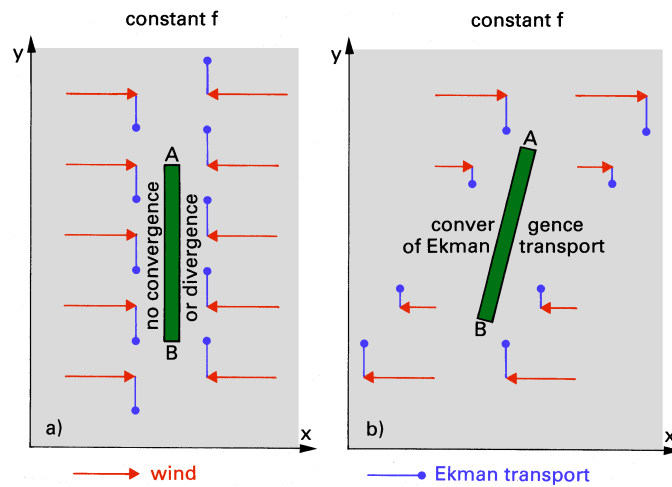 constant f
constant f
y
y
A
A
no convergence
or divergence
conver gence
of Ekman transport
B
B
a)
x
b)
x
wind
Ekman transport